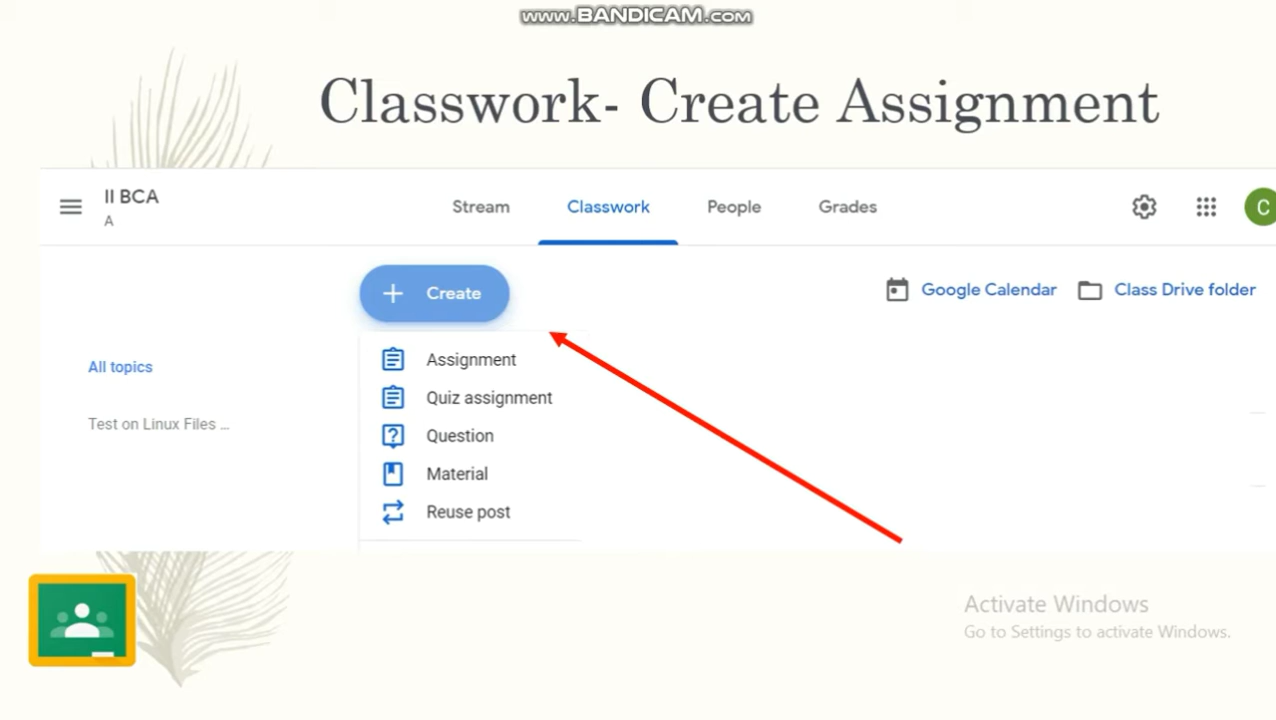 www.BANDICAM.com
Classwork- Create Assignment
II BCA
A
Stream
Classwork
People
Grades
C
Create
Google Calendar
Class Drive folder
Assignment
All topics
Quiz assignment
Test on Linux Files ...
Question
Material
Reuse post
Activate Windows
Go to Settings to activate Windows.